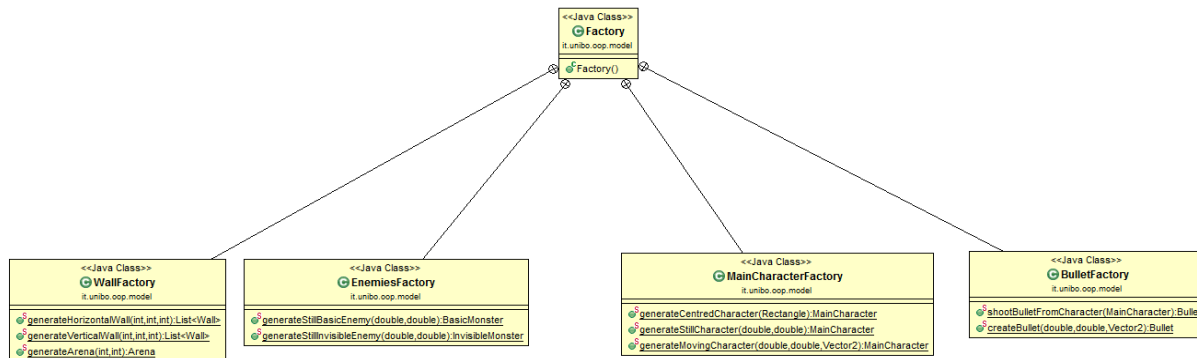 <<Java Class>>
Factory
it.unibo.oop.model
Factory()
<<Java Class>>
WallFactory
it.unibo.oop.model
generateHorizontalWall(int,int,int):List<Wall>
generateVerticalWall(int,int,int):List<Wall>
generateArena(int,int):Arena
<<Java Class>>
EnemiesFactory
it.unibo.oop.model
generateStillBasicEnemy(double,double):BasicMonster
generateStillInvisibleEnemy(double,double):InvisibleMonster
<<Java Class>>
MainCharacterFactory
it.unibo.oop.model
generateCentredCharacter(Rectangle):MainCharacter
generateStillCharacter(double,double):MainCharacter
generateMovingCharacter(double,double,Vector2):MainCharacter
<<Java Class>>
BulletFactory
it.unibo.oop.model
shootBulletFromCharacter(MainCharacter):Bulle
createBullet(double,double,Vector2):Bullet